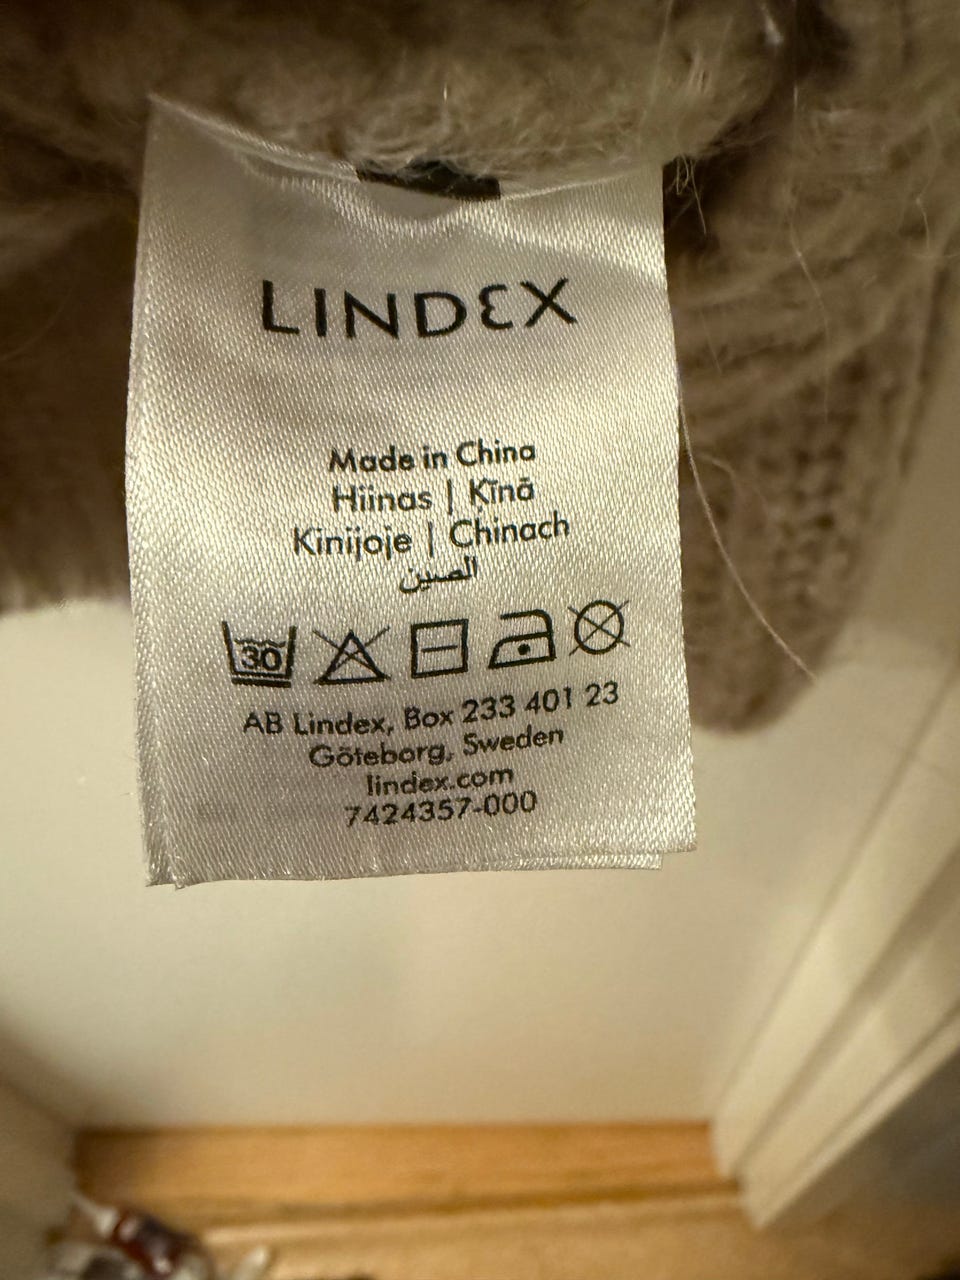 LINDEX
Made in China
Hiinas | Ķīnā
Kinijoje | Chinach
الصين
30
AB Lindex, Box 233 401 23
Göteborg, Sweden
lindex.com
7424357-000